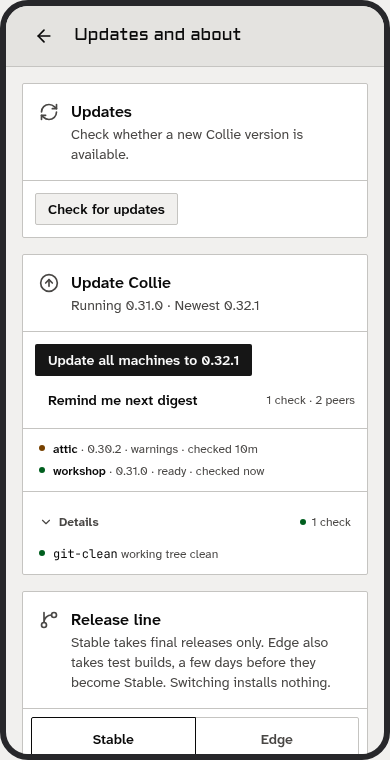 Updates and about
Updates
Check whether a new Collie version is
available.
Check for updates
Update Collie
Running 0.31.0 · Newest 0.32.1
Update all machines to 0.32.1
Remind me next digest
1 check · 2 peers
attic · 0.30.2 · warnings · checked 10m
workshop · 0.31.0 · ready · checked now
Details
1 check
git-clean working tree clean
Release line
Stable takes final releases only. Edge also
takes test builds, a few days before they
become Stable. Switching installs nothing.
Stable
Edge